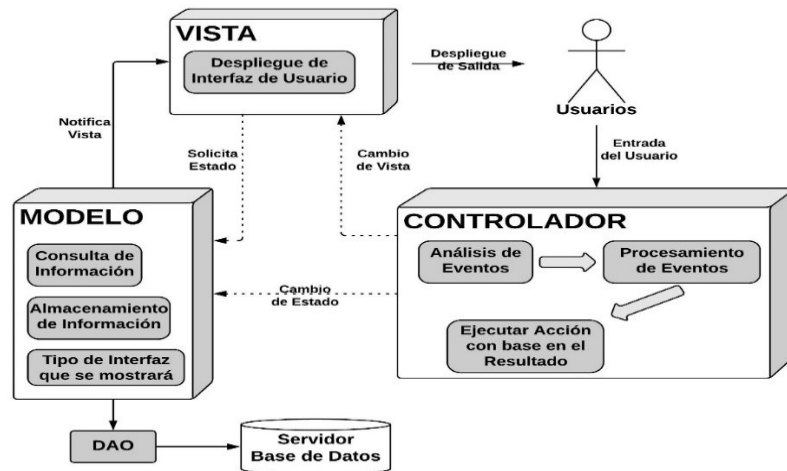 VISTA
Despliegue de
Interfaz de Usuario
Despliegue
de Salida
Usuarios
Notifica
Vista
Solicita
Estado
Cambio
de Vista
Entrada
del Usuario
MODELO
Consulta de
Información
Almacenamiento
de Información
Tipo de Interfaz
que se mostrará
Cambio
de Estado
CONTROLADOR
Análisis de
Eventos
Procesamiento
de Eventos
Ejecutar Acción
con base en el
Resultado
DAO
Servidor
Base de Datos